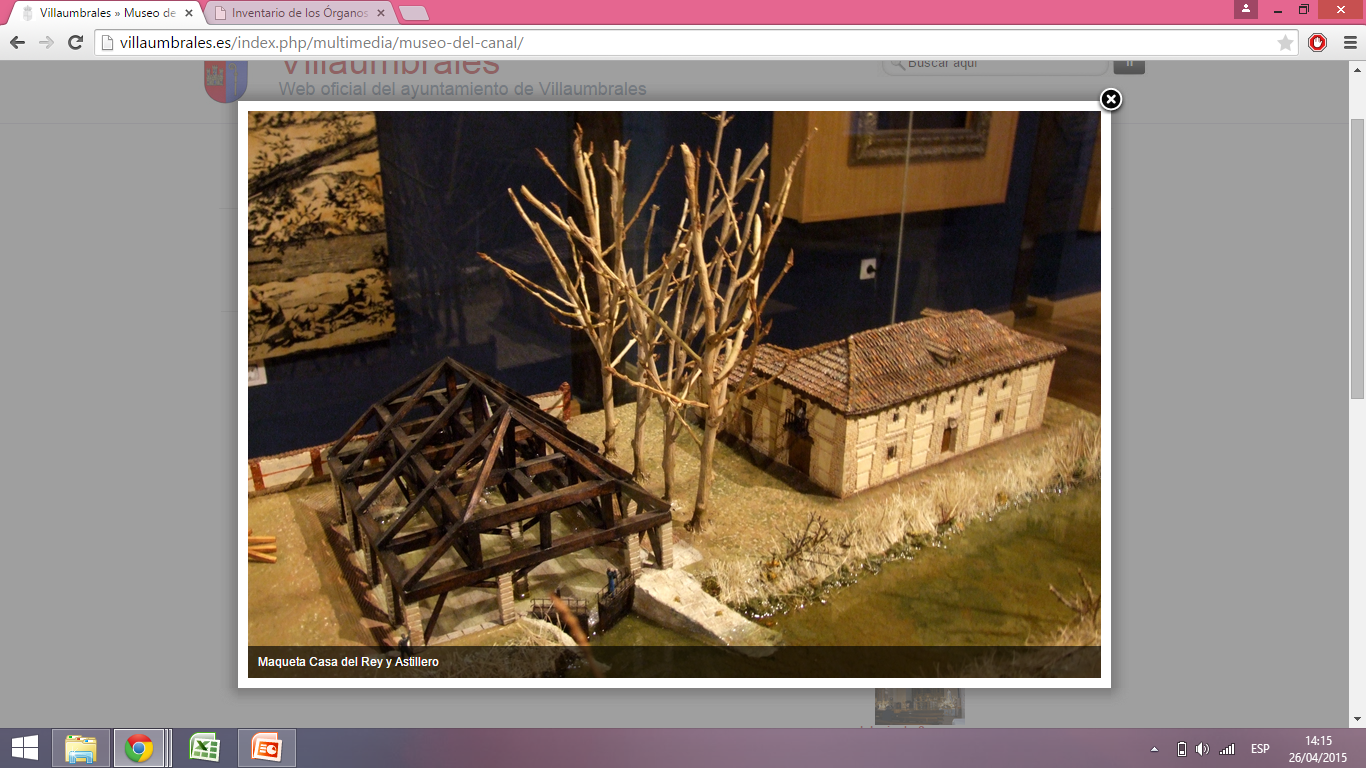 Villaumbrales » Museo de
Inventario de los Órganos
villaumbrales.es/index.php/multimedia/museo-del-canal/
Villaumbrales
Web oficial del ayuntamiento de Villaumbrales
Buscar aquí
Maqueta Casa del Rey y Astillero
ESP
14:15
26/04/2015